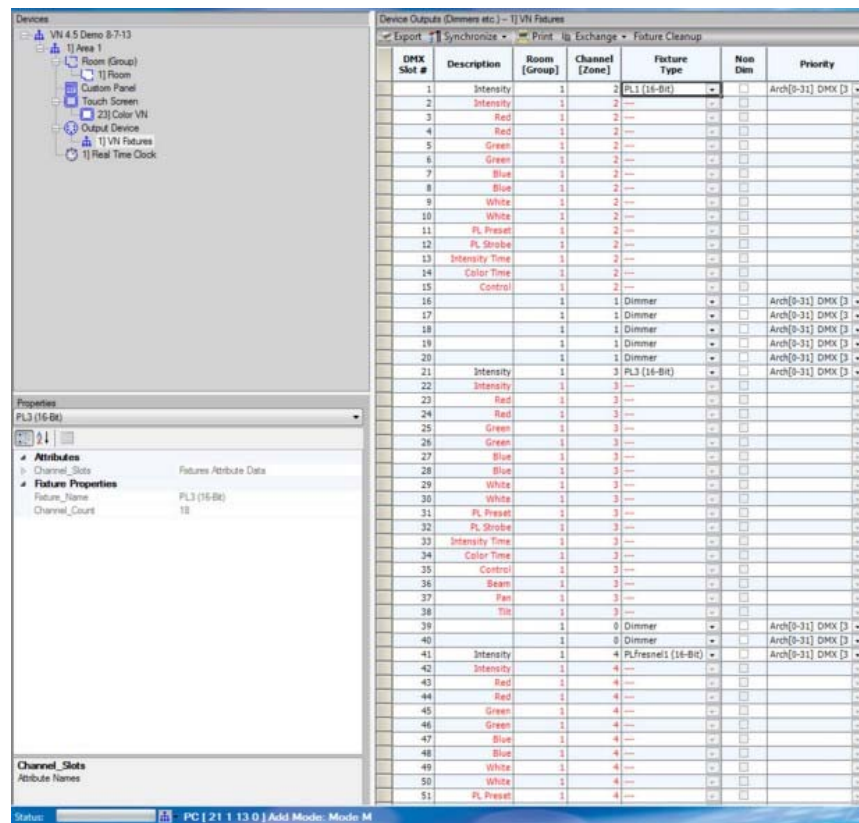 Devices
VN 4.5 Demo 8-7-13
1] Area 1
Room (Group)
1] Room
Custom Panel
Touch Screen
23] Color VN
Output Device
1] VN Fixtures
1] Real Time Clock
Properties
PL3 (16-Bit)
Attributes
Channel_Slots Fixtures Attribute Data
Fixture Properties
Fixture_Name PL3 (16-Bit)
Channel_Count 18
Channel_Slots
Attribute Names
Device Outputs (Dimmers etc.) -- 1] VN Fixtures
Export Synchronize Print Exchange Fixture Cleanup
DMX Slot # Description Room [Group] Channel [Zone] Fixture Type Non Dim Priority
1 Intensity 1 2 PL1 (16-Bit) Arch[0-31] DMX [3
2 Intensity 1 2 ---
3 Red 1 2 ---
4 Red 1 2 ---
5 Green 1 2 ---
6 Green 1 2 ---
7 Blue 1 2 ---
8 Blue 1 2 ---
9 White 1 2 ---
10 White 1 2 ---
11 PL Preset 1 2 ---
12 PL Strobe 1 2 ---
13 Intensity Time 1 2 ---
14 Color Time 1 2 ---
15 Control 1 2 ---
16 1 1 Dimmer Arch[0-31] DMX [3
17 1 1 Dimmer Arch[0-31] DMX [3
18 1 1 Dimmer Arch[0-31] DMX [3
19 1 1 Dimmer Arch[0-31] DMX [3
20 1 1 Dimmer Arch[0-31] DMX [3
21 Intensity 1 3 PL3 (16-Bit) Arch[0-31] DMX [3
22 Intensity 1 3 ---
23 Red 1 3 ---
24 Red 1 3 ---
25 Green 1 3 ---
26 Green 1 3 ---
27 Blue 1 3 ---
28 Blue 1 3 ---
29 White 1 3 ---
30 White 1 3 ---
31 PL Preset 1 3 ---
32 PL Strobe 1 3 ---
33 Intensity Time 1 3 ---
34 Color Time 1 3 ---
35 Control 1 3 ---
36 Beam 1 3 ---
37 Pan 1 3 ---
38 Tilt 1 3 ---
39 1 0 Dimmer Arch[0-31] DMX [3
40 1 0 Dimmer Arch[0-31] DMX [3
41 Intensity 1 4 PLfresnel1 (16-Bit) Arch[0-31] DMX [3
42 Intensity 1 4 ---
43 Red 1 4 ---
44 Red 1 4 ---
45 Green 1 4 ---
46 Green 1 4 ---
47 Blue 1 4 ---
48 Blue 1 4 ---
49 White 1 4 ---
50 White 1 4 ---
51 PL Preset 1 4 ---
Status: PC [ 21 1 13 0 ] Add Mode: Mode M